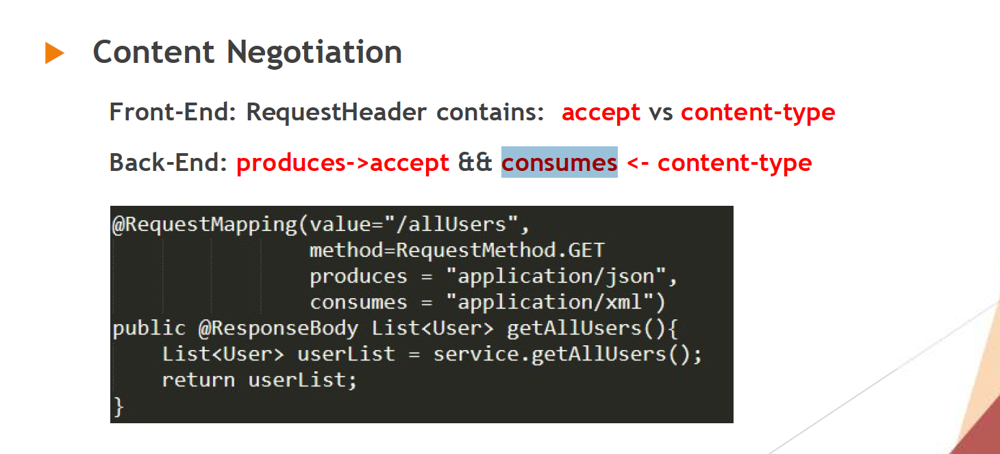 Content Negotiation
Front-End: RequestHeader contains: accept vs content-type
Back-End: produces->accept && consumes <- content-type
@RequestMapping(value="/allUsers",
method=RequestMethod.GET
produces = "application/json",
consumes = "application/xml")
public @ResponseBody List<User> getAllUsers(){
List<User> userList = service.getAllUsers();
return userList;
}